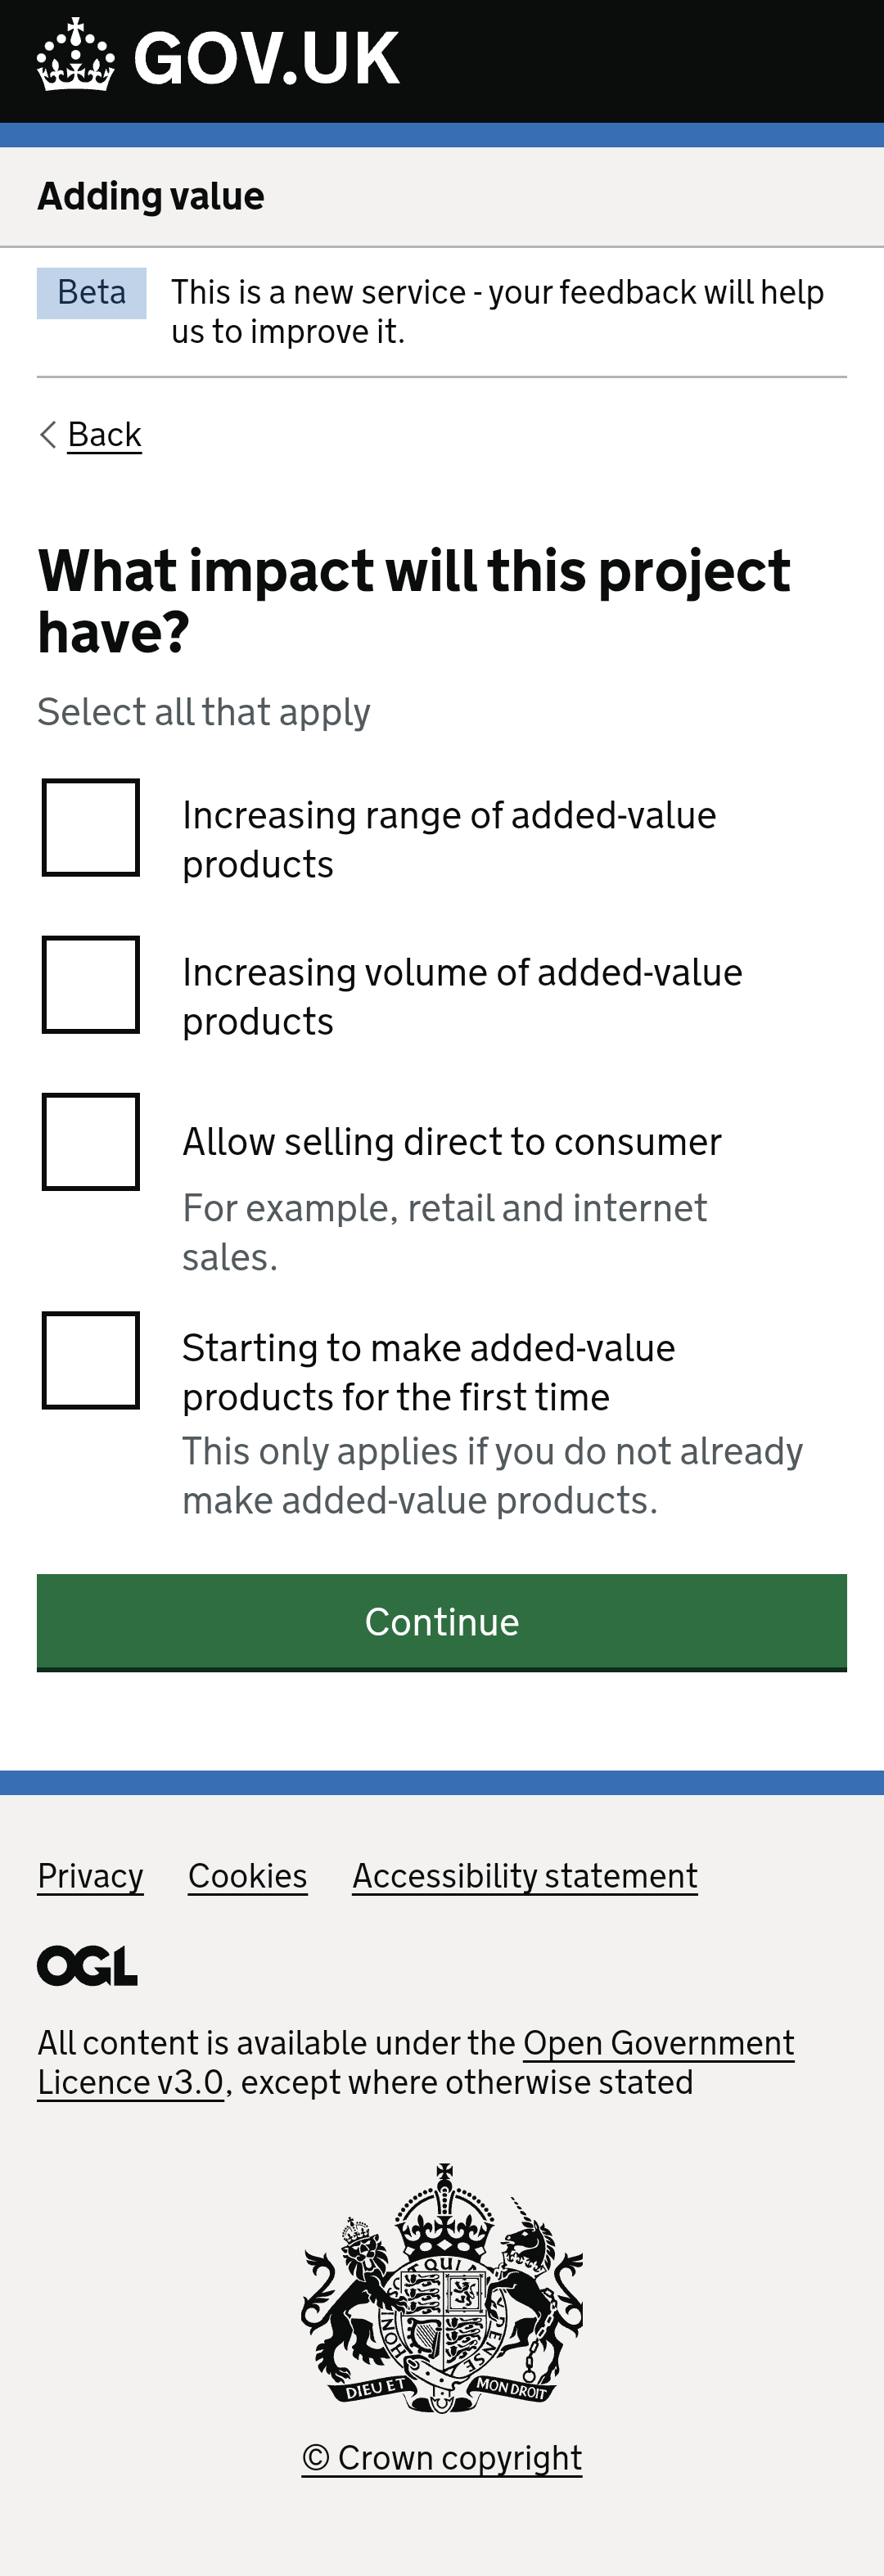 GOV.UK
Adding value
Beta
This is a new service - your feedback will help
us to improve it.
Back
What impact will this project
have?
Select all that apply
Increasing range of added-value
products
Increasing volume of added-value
products
Allow selling direct to consumer
For example, retail and internet
sales.
Starting to make added-value
products for the first time
This only applies if you do not already
make added-value products.
Continue
Privacy Cookies Accessibility statement
OGL
All content is available under the Open Government
Licence v3.0, except where otherwise stated
DIEU ET MON DROIT
© Crown copyright